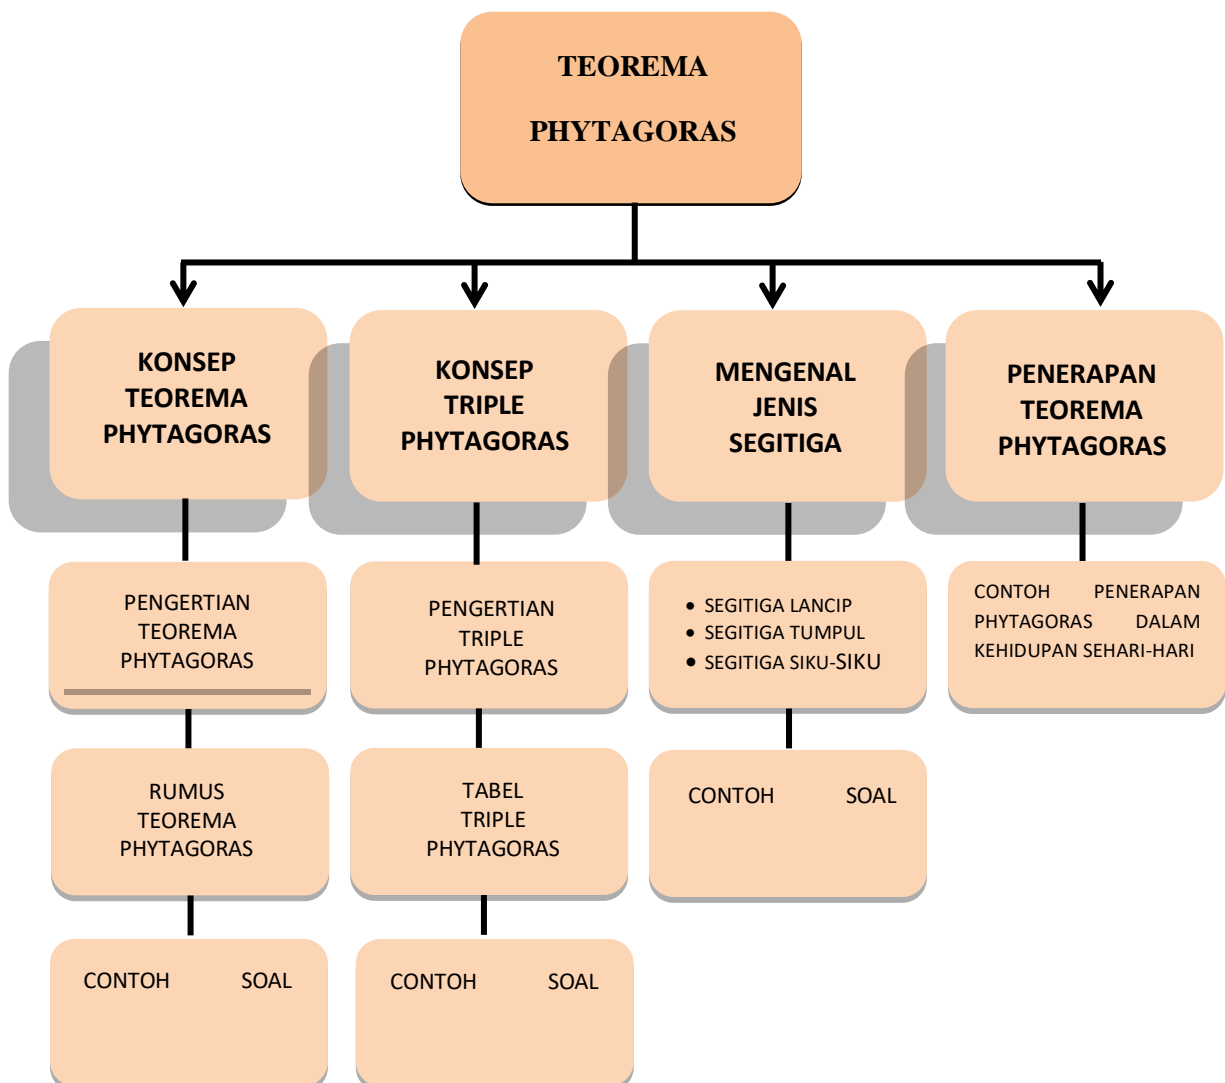 TEOREMA
PHYTAGORAS
KONSEP
TEOREMA
PHYTAGORAS
KONSEP
TRIPLE
PHYTAGORAS
MENGENAL
JENIS
SEGITIGA
PENERAPAN
TEOREMA
PHYTAGORAS
PENGERTIAN
TEOREMA
PHYTAGORAS
PENGERTIAN
TRIPLE
PHYTAGORAS
• SEGITIGA LANCIP
• SEGITIGA TUMPUL
• SEGITIGA SIKU-SIKU
CONTOH PENERAPAN
PHYTAGORAS DALAM
KEHIDUPAN SEHARI-HARI
RUMUS
TEOREMA
PHYTAGORAS
TABEL
TRIPLE
PHYTAGORAS
CONTOH SOAL
CONTOH SOAL
CONTOH SOAL